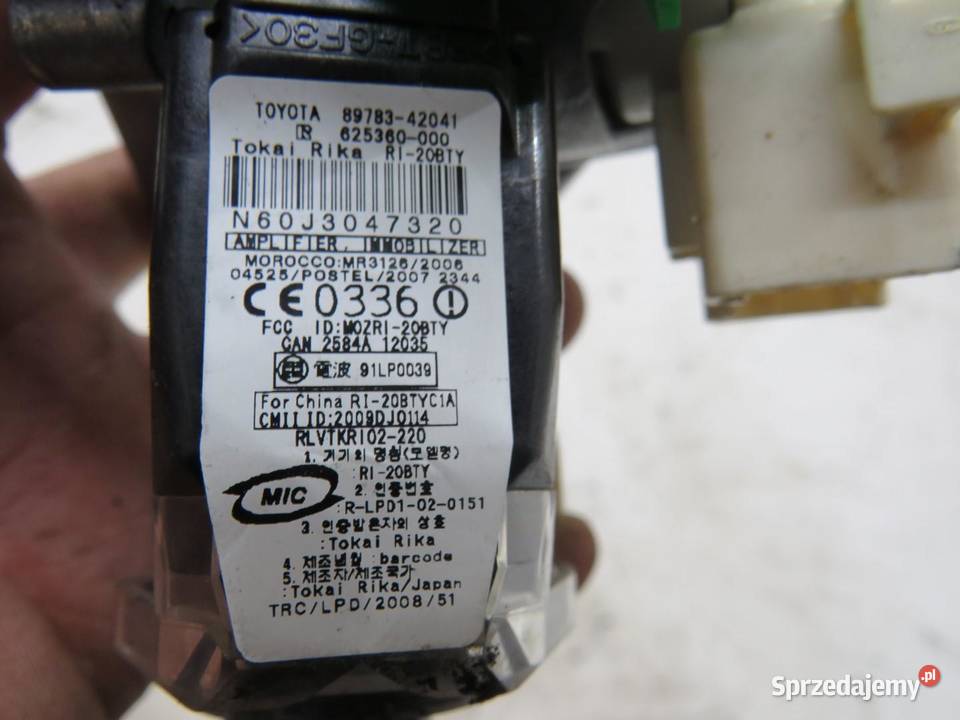 TOYOTA 89783-42041
R 625360-000
Tokai Rika RI-20BTY
N60J3047320
AMPLIFIER, IMMOBILIZER
MOROCCO:MR3126/2006
04525/POSTEL/2007 2344
CE0336
FCC ID:MOZRI-20BTY
CAN 2584A 12035
電波 91LP0039
For China RI-20BTYC1A
CMII ID:2009DJ0114
RLVTKRI02-220
1. 기기의 명칭(모델명)
:RI-20BTY
MIC
2. 인증번호
:R-LPD1-02-0151
3. 인증받은자의 상호
:Tokai Rika
4. 제조년월:barcode
5. 제조자/제조국가
:Tokai Rika/Japan
TRC/LPD/2008/51
Sprzedajemy.pl